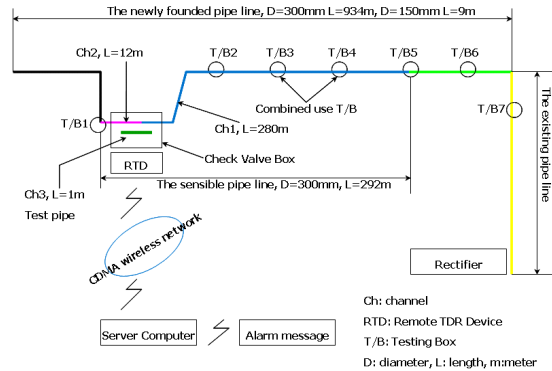 The newly founded pipe line, D=300mm L=934m, D=150mm L=9m
Ch2, L=12m
T/B2
T/B3
T/B4
T/B5
T/B6
Combined use T/B
T/B1
Ch1, L=280m
T/B7
The existing pipe line
RTD
Check Valve Box
Ch3, L=1m
Test pipe
The sensible pipe line, D=300mm, L=292m
CDMA wireless network
Rectifier
Server Computer
Alarm message
Ch: channel
RTD: Remote TDR Device
T/B: Testing Box
D: diameter, L: length, m:meter